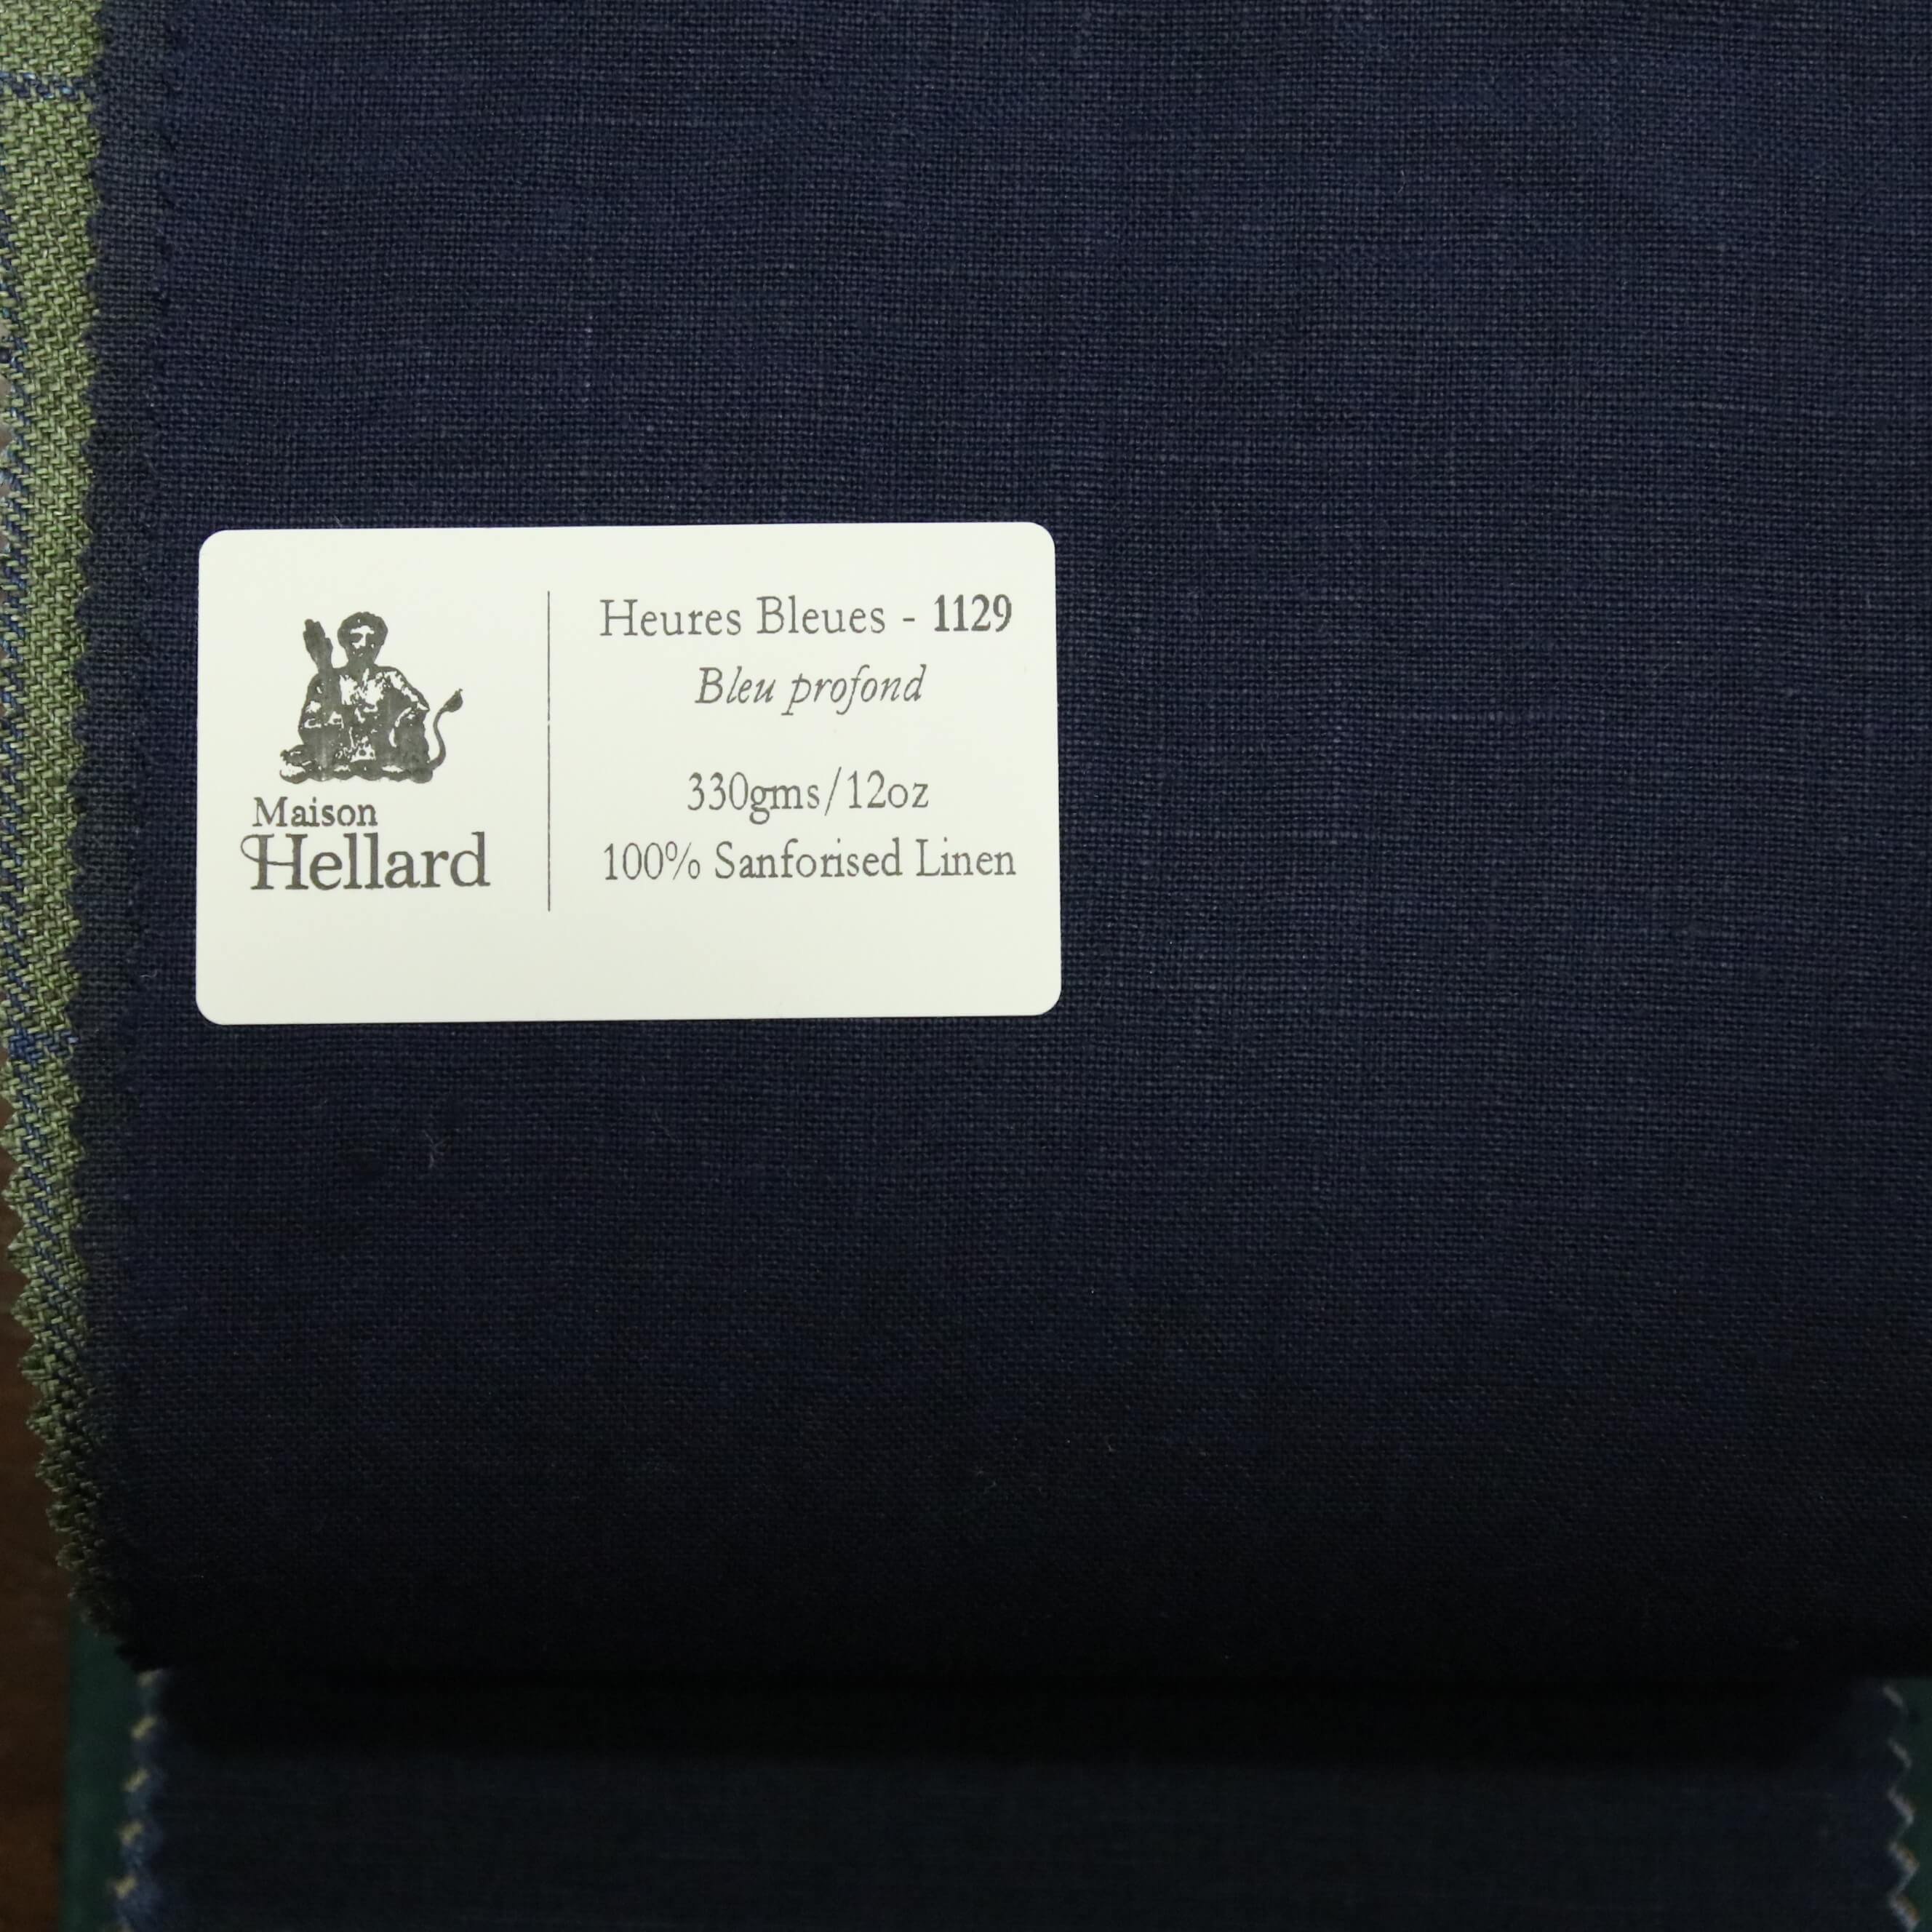 Maison
Hellard
Heures Bleues - 1129
Bleu profond
330gms/12oz
100% Sanforised Linen